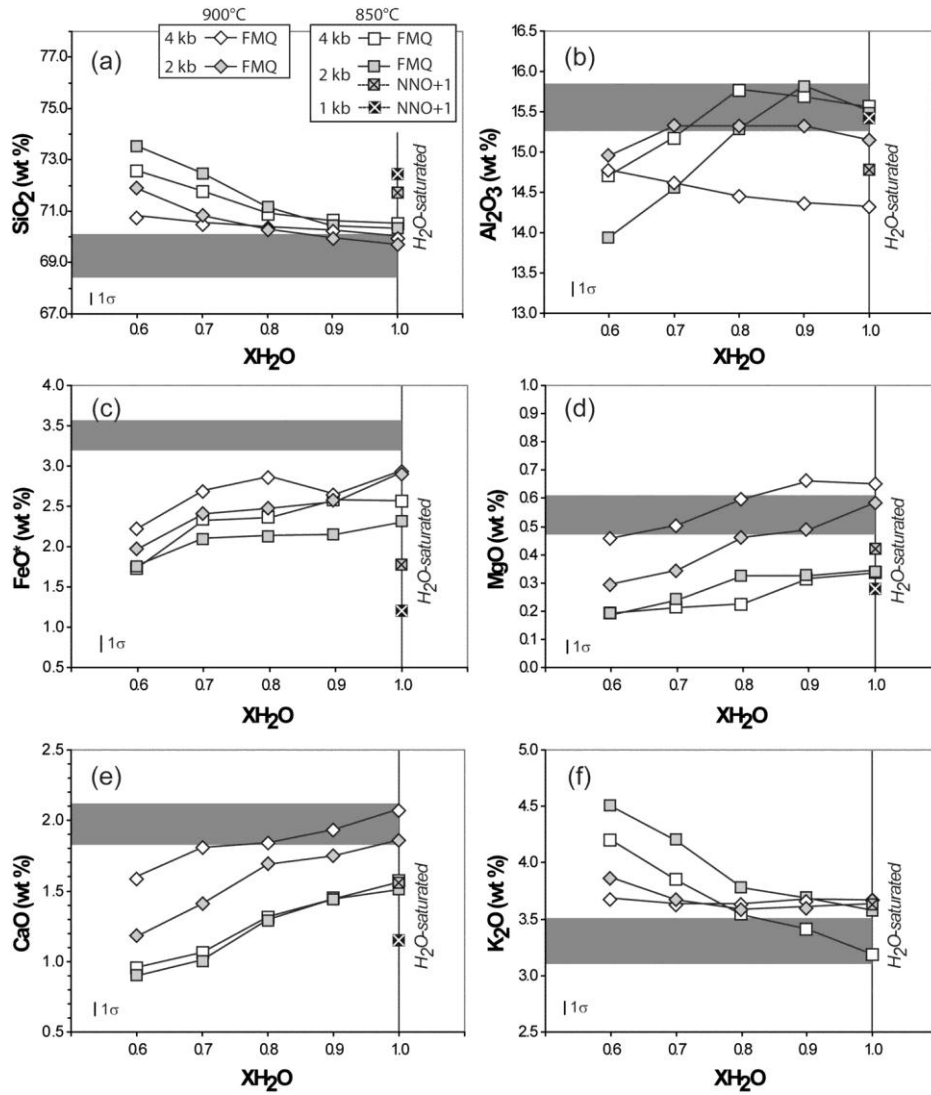 900°C 850°C
4 kb FMQ
2 kb FMQ
4 kb FMQ
2 kb FMQ
NNO+1
1 kb NNO+1
(a)
SiO₂ (wt %)
77.0
75.0
73.0
71.0
69.0
67.0
1σ
H₂O-saturated
0.6 0.7 0.8 0.9 1.0
XH₂O
(b)
Al₂O₃ (wt %)
16.5
16.0
15.5
15.0
14.5
14.0
13.5
13.0
1σ
H₂O-saturated
0.6 0.7 0.8 0.9 1.0
XH₂O
(c)
FeO* (wt %)
4.0
3.5
3.0
2.5
2.0
1.5
1.0
0.5
1σ
H₂O-saturated
0.6 0.7 0.8 0.9 1.0
XH₂O
(d)
MgO (wt %)
1.0
0.9
0.8
0.7
0.6
0.5
0.4
0.3
0.2
0.1
0.0
1σ
H₂O-saturated
0.6 0.7 0.8 0.9 1.0
XH₂O
(e)
CaO (wt %)
2.5
2.0
1.5
1.0
0.5
1σ
H₂O-saturated
0.6 0.7 0.8 0.9 1.0
XH₂O
(f)
K₂O (wt %)
5.0
4.5
4.0
3.5
3.0
2.5
1σ
H₂O-saturated
0.6 0.7 0.8 0.9 1.0
XH₂O